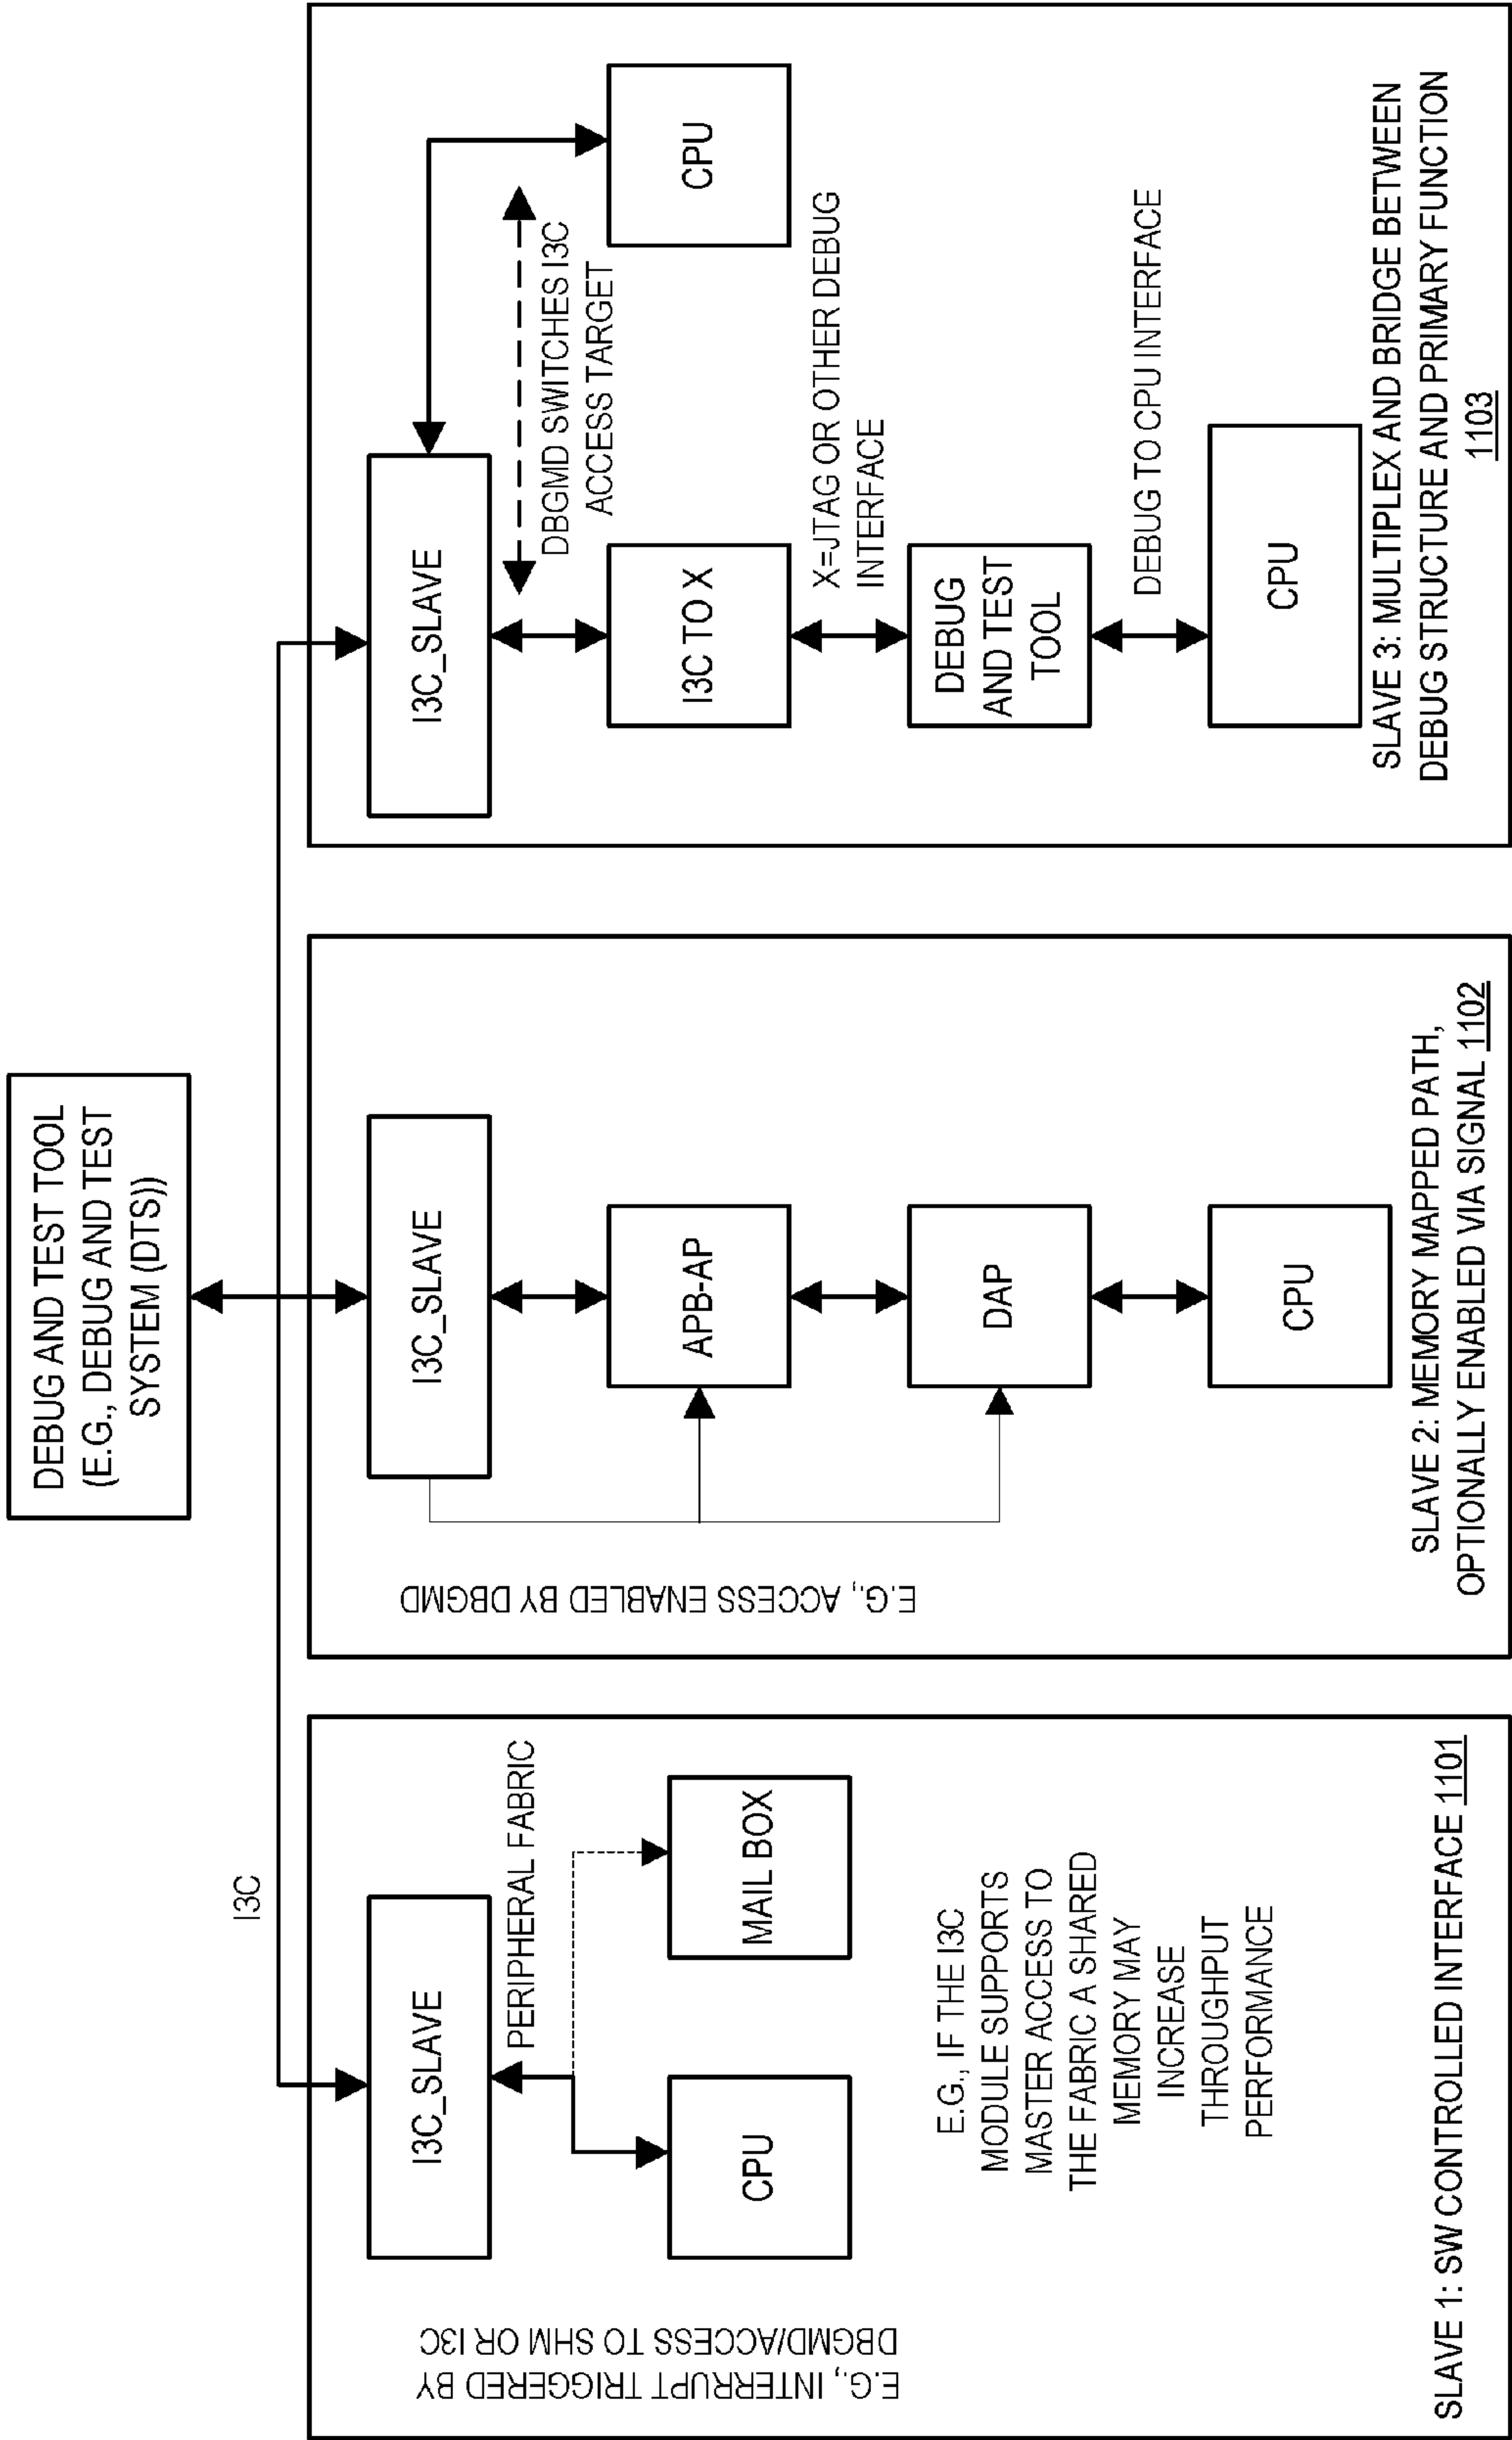 DEBUG AND TEST TOOL
(E.G., DEBUG AND TEST
SYSTEM (DTS))
I3C
I3C_SLAVE
PERIPHERAL FABRIC
CPU
MAIL BOX
E.G., INTERRUPT TRIGGERED BY
DBGMD/ACCESS TO SHM OR I3C
E.G., IF THE I3C
MODULE SUPPORTS
MASTER ACCESS TO
THE FABRIC A SHARED
MEMORY MAY
INCREASE
THROUGHPUT
PERFORMANCE
SLAVE 1: SW CONTROLLED INTERFACE 1101
I3C_SLAVE
APB-AP
DAP
CPU
E.G., ACCESS ENABLED BY DBGMD
SLAVE 2: MEMORY MAPPED PATH,
OPTIONALLY ENABLED VIA SIGNAL 1102
I3C_SLAVE
DBGMD SWITCHES I3C
ACCESS TARGET
CPU
I3C TO X
X=JTAG OR OTHER DEBUG
INTERFACE
DEBUG
AND TEST
TOOL
DEBUG TO CPU INTERFACE
CPU
SLAVE 3: MULTIPLEX AND BRIDGE BETWEEN
DEBUG STRUCTURE AND PRIMARY FUNCTION
1103